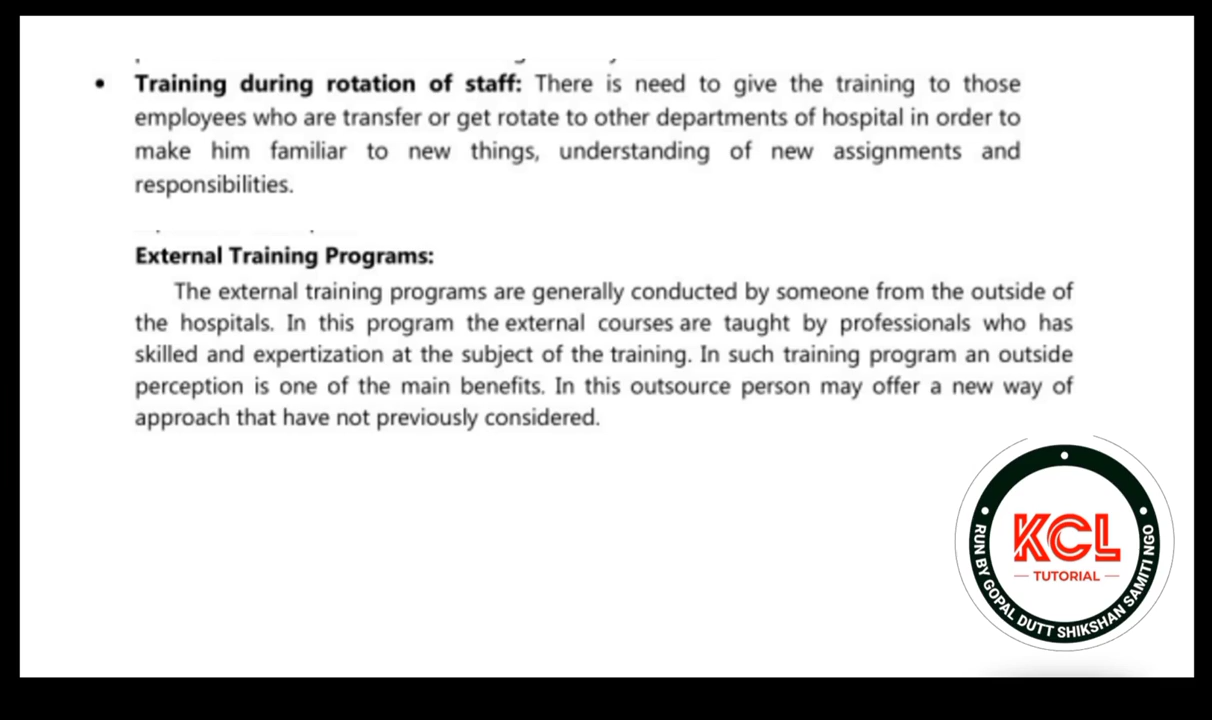 • Training during rotation of staff: There is need to give the training to those
employees who are transfer or get rotate to other departments of hospital in order to
make him familiar to new things, understanding of new assignments and
responsibilities.
External Training Programs:
The external training programs are generally conducted by someone from the outside of
the hospitals. In this program the external courses are taught by professionals who has
skilled and expertization at the subject of the training. In such training program an outside
perception is one of the main benefits. In this outsource person may offer a new way of
approach that have not previously considered.
KCL
TUTORIAL
RUN BY GOPAL DUTT SHIKSHAN SAMITI NGO